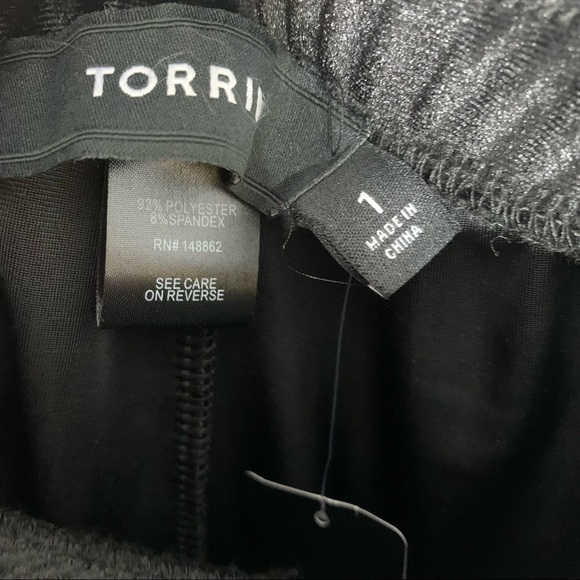 TORRI
92% POLYESTER
8% SPANDEX
RN# 148862
SEE CARE
ON REVERSE
1
MADE IN
CHINA